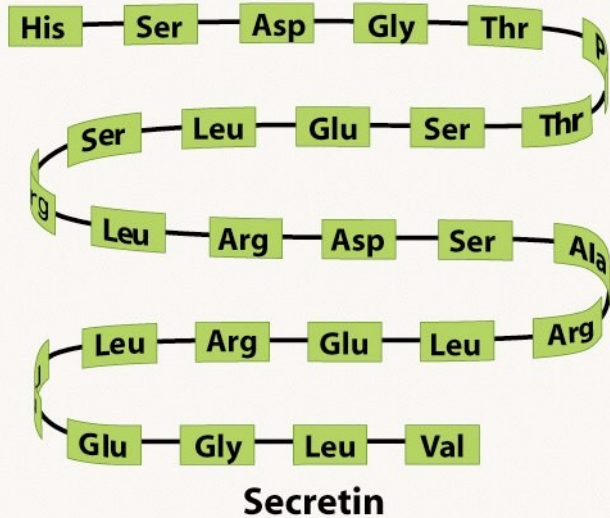 His Ser Asp Gly Thr
Ser Leu Glu Ser Thr
rg
Leu Arg Asp Ser Ala
Leu Arg Glu Leu Arg
Glu Gly Leu Val
Secretin